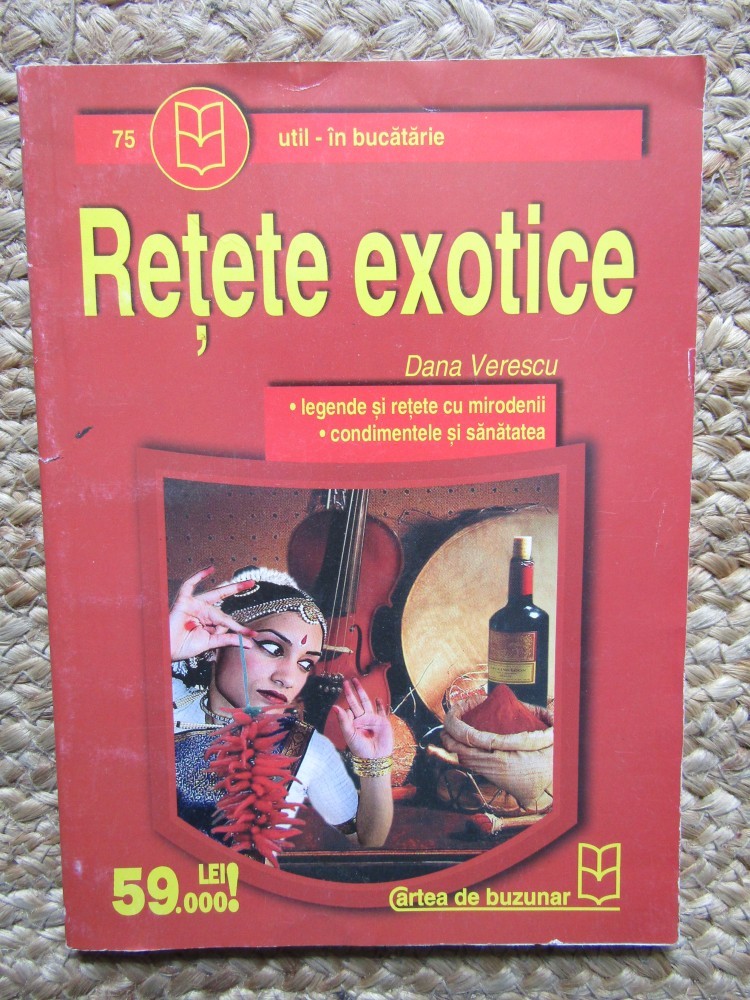 75 util - în bucătărie
Rețete exotice
Dana Verescu
• legende și rețete cu mirodenii
• condimentele și sănătatea
59.000 LEI!
Cartea de buzunar